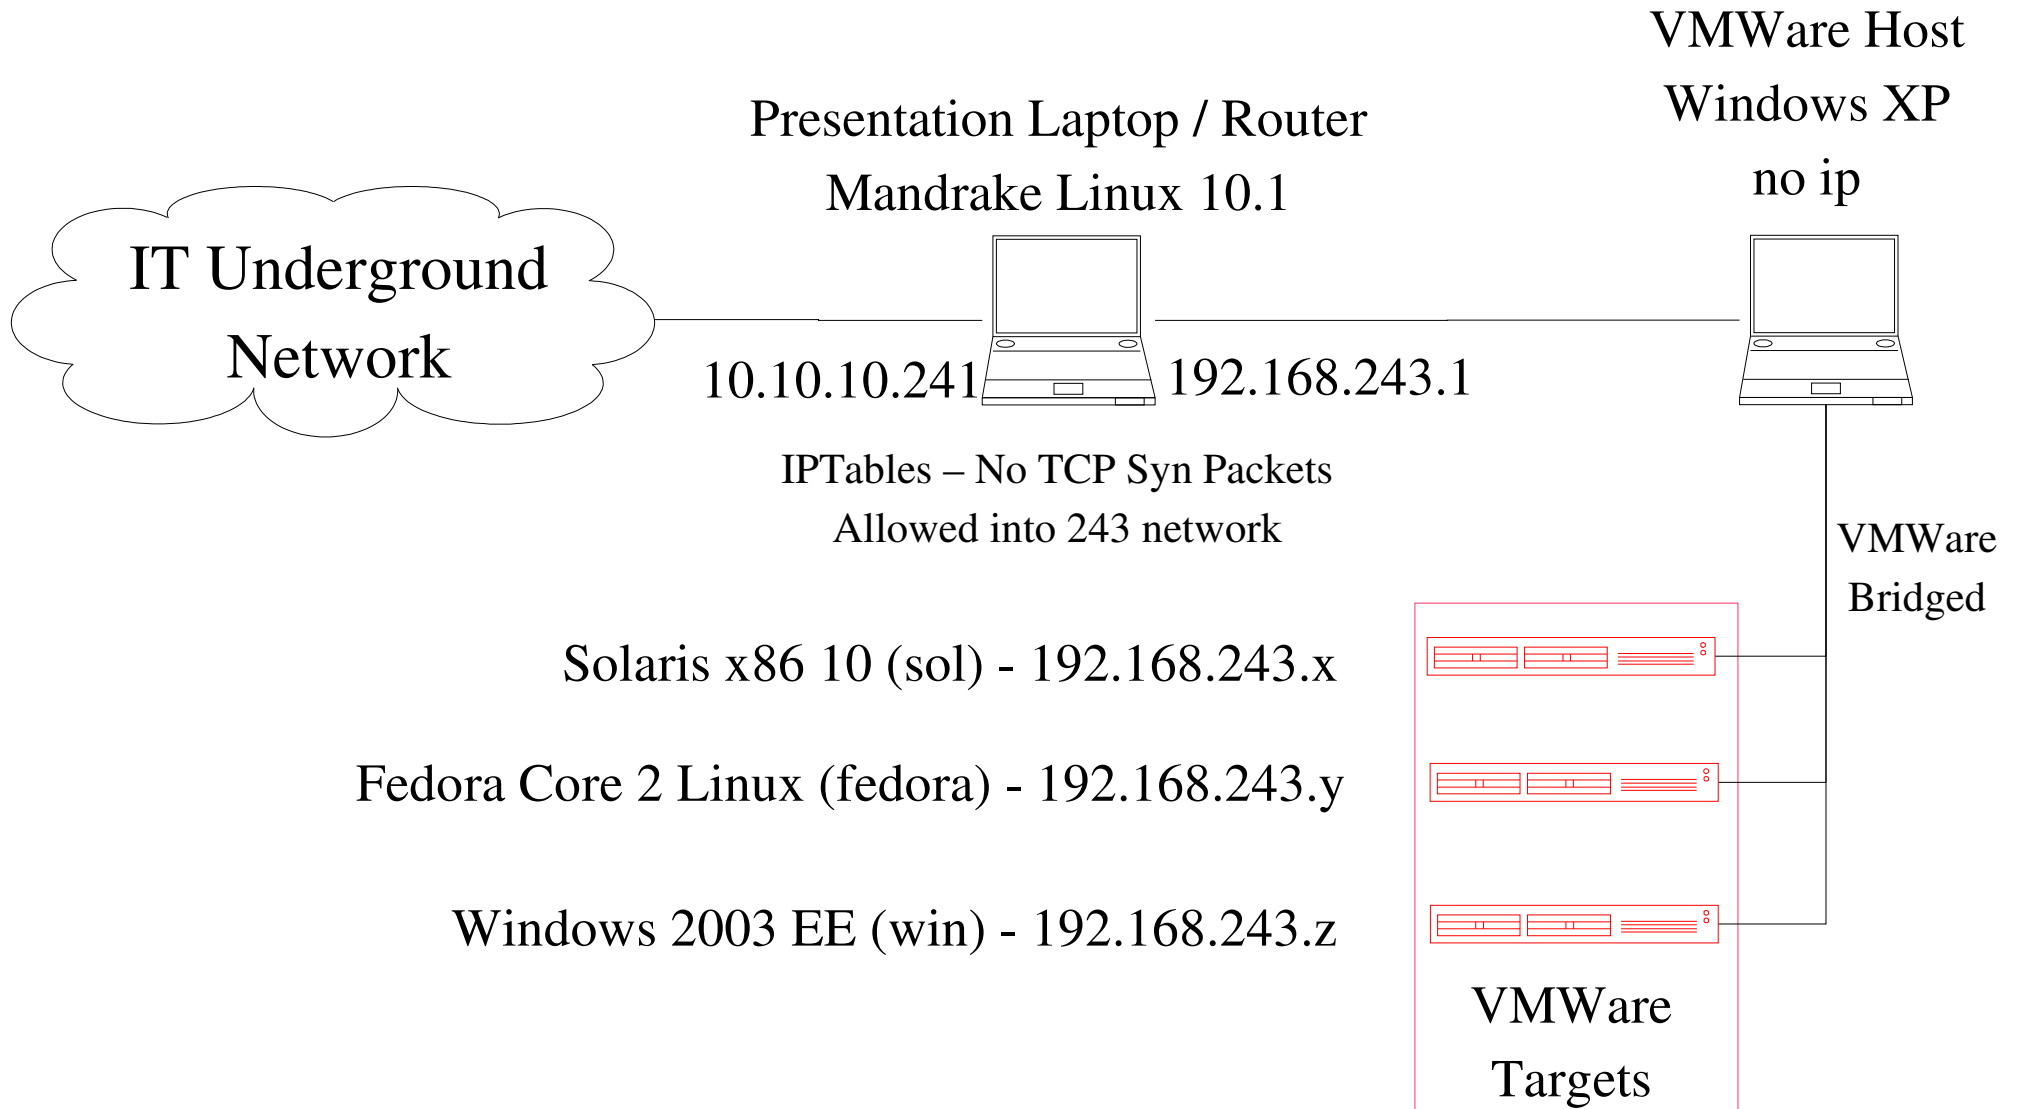 VMWare Host
Windows XP
no ip
Presentation Laptop / Router
Mandrake Linux 10.1
IT Underground
Network
10.10.10.241
192.168.243.1
IPTables – No TCP Syn Packets
Allowed into 243 network
VMWare
Bridged
Solaris x86 10 (sol) - 192.168.243.x
Fedora Core 2 Linux (fedora) - 192.168.243.y
Windows 2003 EE (win) - 192.168.243.z
VMWare
Targets